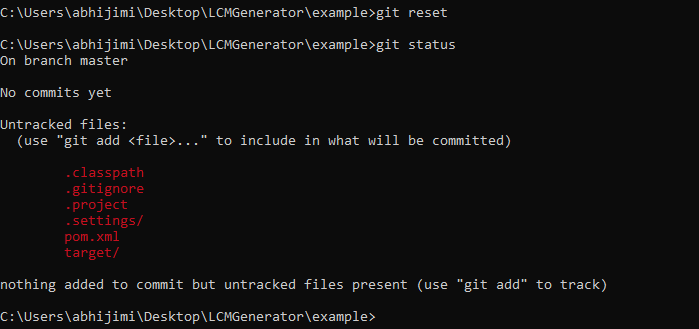 C:\Users\abhijimi\Desktop\LCMGenerator\example>git reset
C:\Users\abhijimi\Desktop\LCMGenerator\example>git status
On branch master
No commits yet
Untracked files:
(use "git add <file>..." to include in what will be committed)
.classpath
.gitignore
.project
.settings/
pom.xml
target/
nothing added to commit but untracked files present (use "git add" to track)
C:\Users\abhijimi\Desktop\LCMGenerator\example>